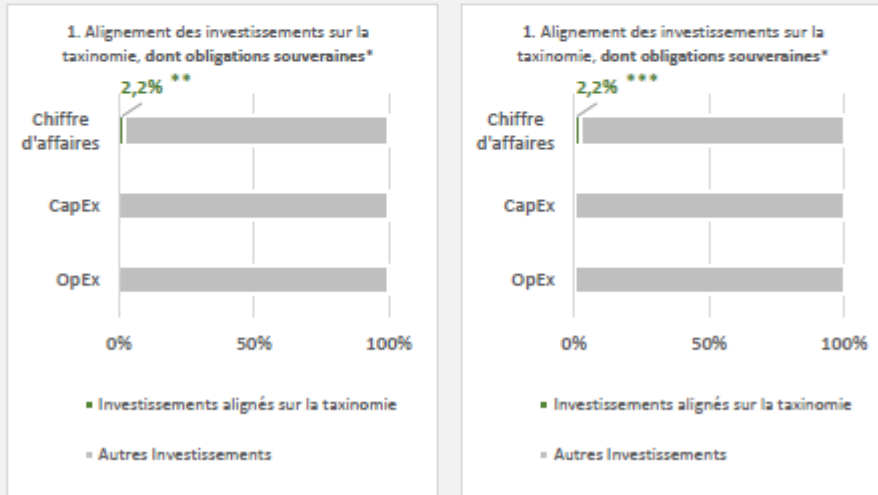 1. Alignement des investissements sur la
taxinomie, dont obligations souveraines*
2,2% **
Chiffre
d'affaires
CapEx
OpEx
0% 50% 100%
Investissements alignés sur la taxinomie
Autres Investissements
1. Alignement des investissements sur la
taxinomie, dont obligations souveraines*
2,2% ***
Chiffre
d'affaires
CapEx
OpEx
0% 50% 100%
Investissements alignés sur la taxinomie
Autres Investissements